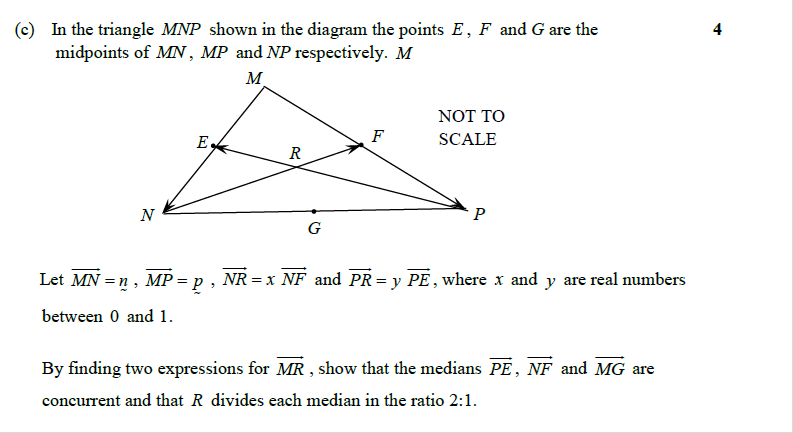 (c) In the triangle MNP shown in the diagram the points E, F and G are the 4
midpoints of MN, MP and NP respectively. M
M
NOT TO
SCALE
E
F
R
N
P
G
Let $\overrightarrow{MN} = \underset{\sim}{n}$, $\overrightarrow{MP} = \underset{\sim}{p}$, $\overrightarrow{NR} = x\,\overrightarrow{NF}$ and $\overrightarrow{PR} = y\,\overrightarrow{PE}$, where x and y are real numbers
between 0 and 1.
By finding two expressions for $\overrightarrow{MR}$, show that the medians $\overrightarrow{PE}$, $\overrightarrow{NF}$ and $\overrightarrow{MG}$ are
concurrent and that R divides each median in the ratio 2:1.